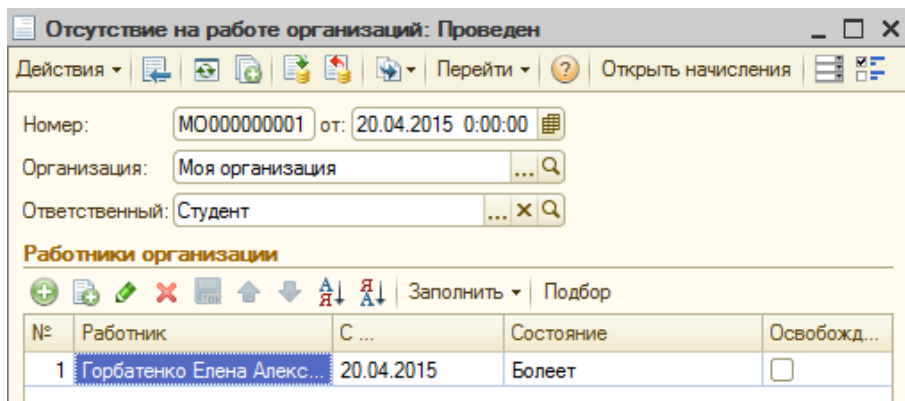 Отсутствие на работе организаций: Проведен
Действия Перейти ? Открыть начисления
Номер: МО000000001 от: 20.04.2015 0:00:00
Организация: Моя организация ...
Ответственный: Студент ... ×
Работники организации
А Я Я А Заполнить Подбор
№ Работник С ... Состояние Освобожд...
1 Горбатенко Елена Алекс... 20.04.2015 Болеет